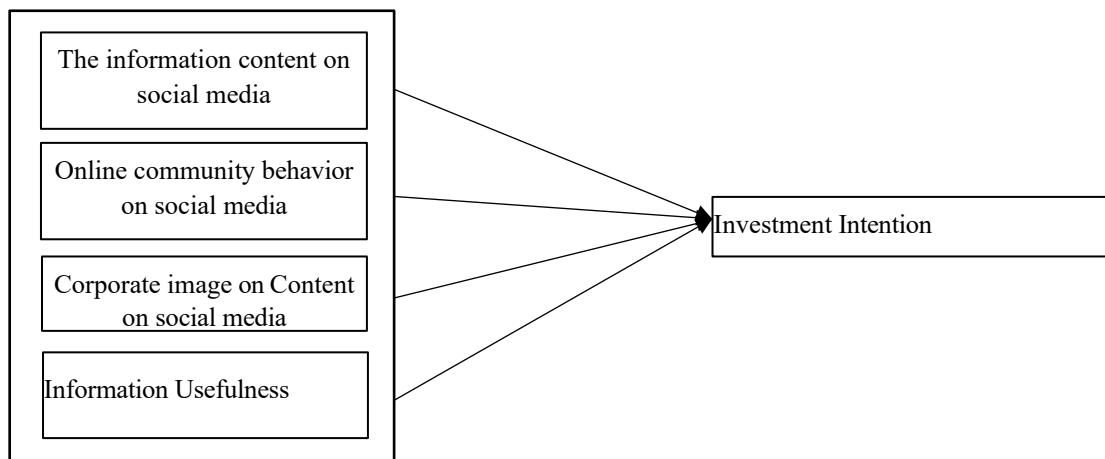 The information content on
social media
Online community behavior
on social media
Corporate image on Content
on social media
Information Usefulness
Investment Intention